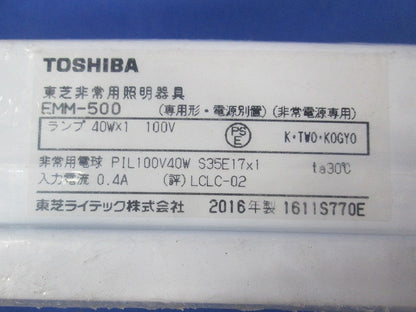 TOSHIBA
東芝非常用照明器具
EMM-500 (専用形・電源別置) (非常電源専用)
ランプ 40W×1 100V PSE K・TWO・KOGYO
非常用電球 PIL100V40W S35E17×1 ta30℃
入力電流 0.4A (評) LCLC-02
東芝ライテック株式会社 2016年製 1611S770E